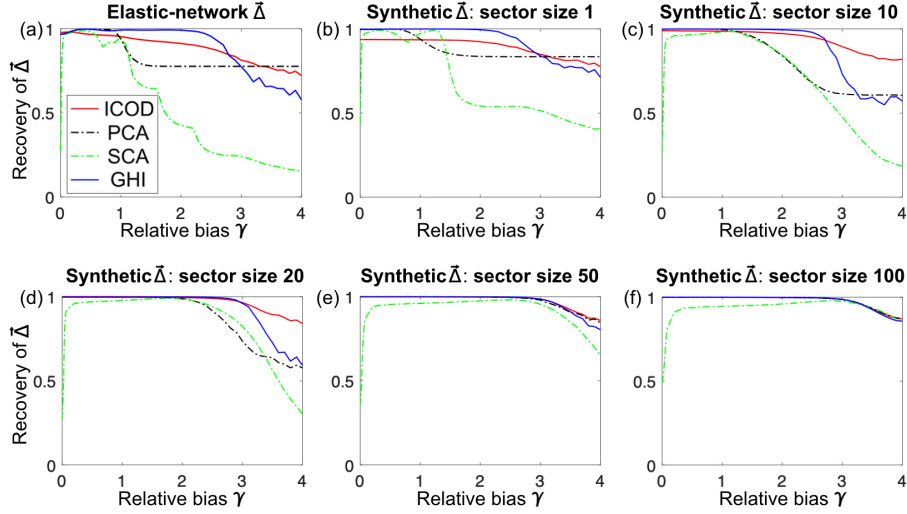 Elastic-network Δ⃗
Synthetic Δ⃗: sector size 1
Synthetic Δ⃗: sector size 10
(a)
(b)
(c)
Recovery of Δ⃗
1
0.5
0
ICOD
PCA
SCA
GHI
0 1 2 3 4
Relative bias γ
1
0.5
0
0 1 2 3 4
Relative bias γ
1
0.5
0
0 1 2 3 4
Relative bias γ
Synthetic Δ⃗: sector size 20
Synthetic Δ⃗: sector size 50
Synthetic Δ⃗: sector size 100
(d)
(e)
(f)
Recovery of Δ⃗
1
0.5
0
0 1 2 3 4
Relative bias γ
1
0.5
0
0 1 2 3 4
Relative bias γ
1
0.5
0
0 1 2 3 4
Relative bias γ